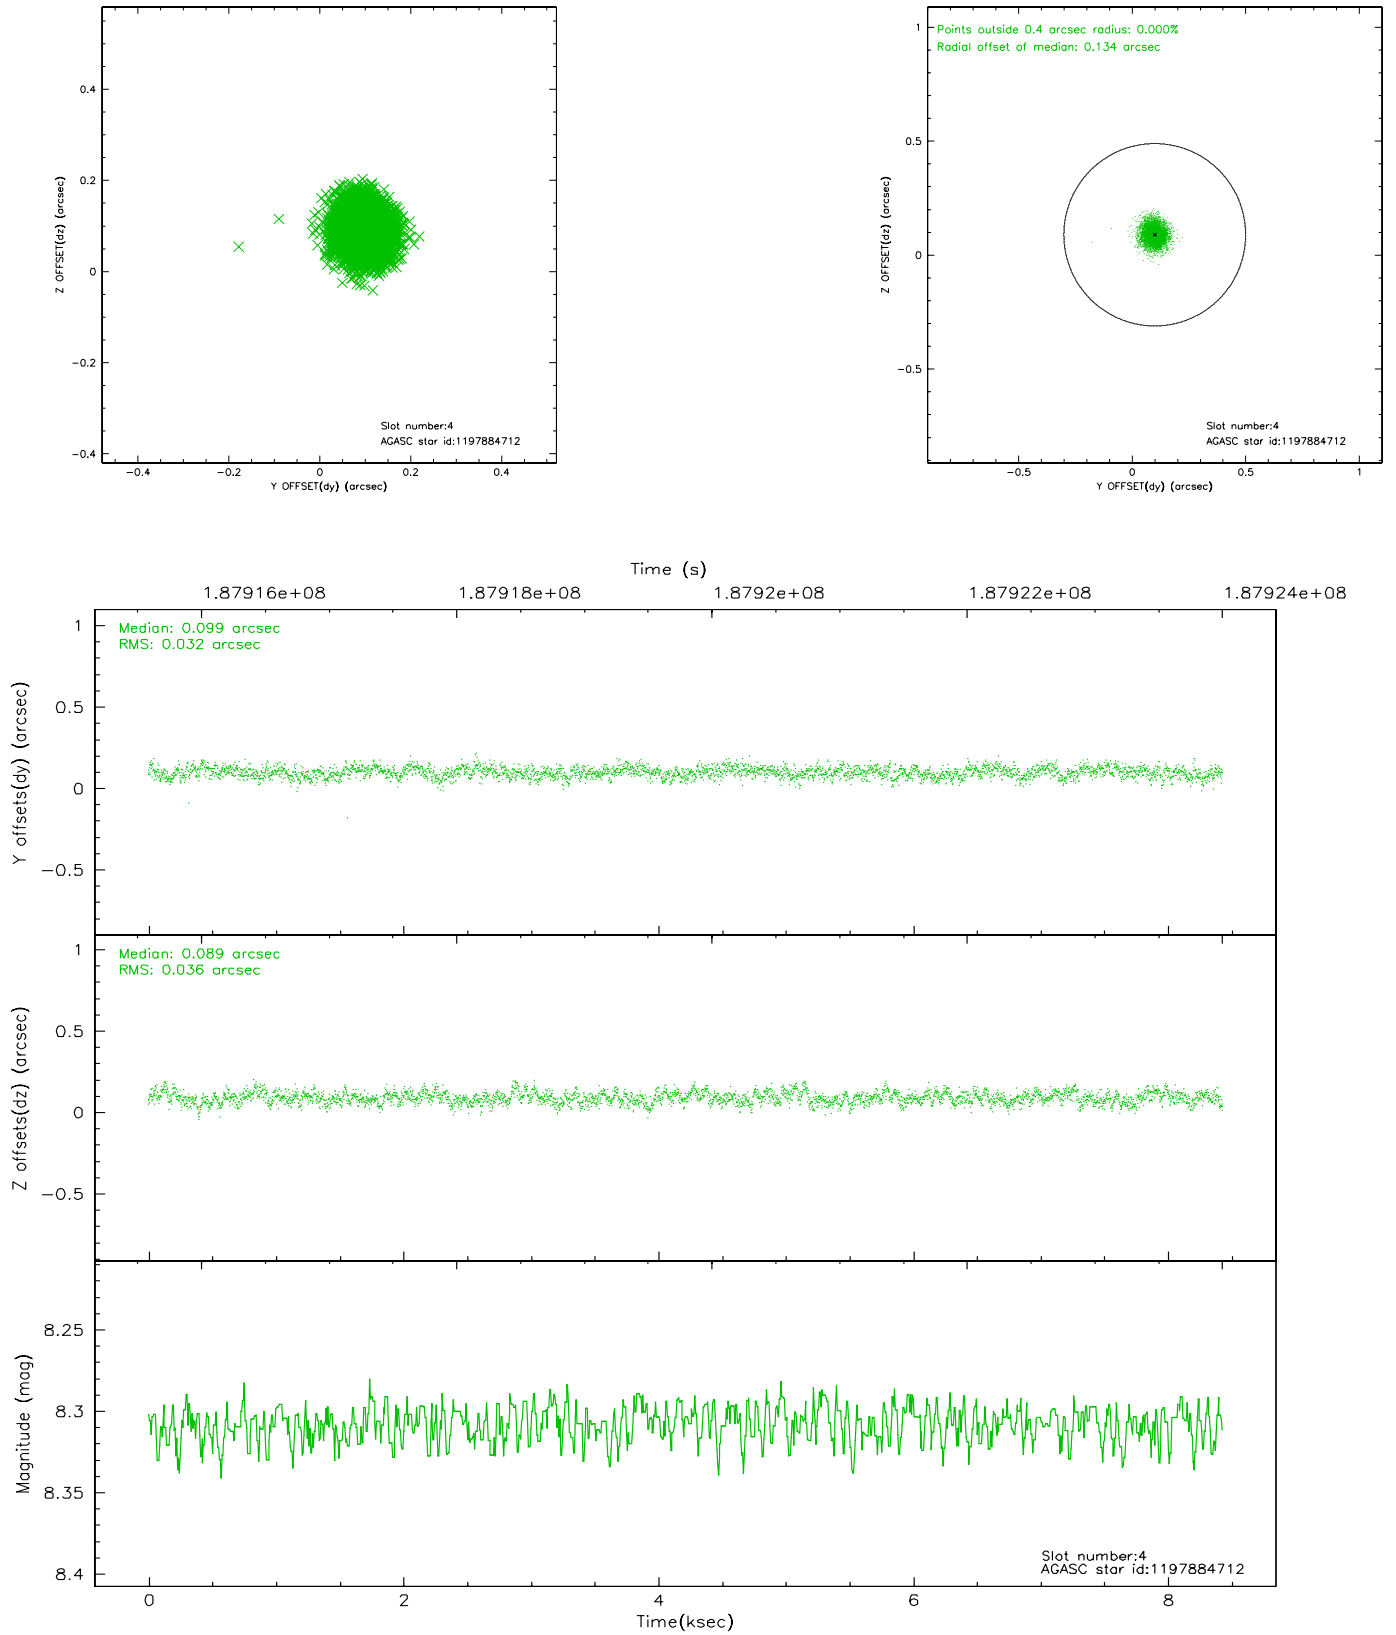 0.4
0.2
0
−0.2
−0.4
Z OFFSET(dz) (arcsec)
Slot number:4
AGASC star id:1197884712
−0.4 −0.2 0 0.2 0.4
Y OFFSET(dy) (arcsec)
Points outside 0.4 arcsec radius: 0.000%
Radial offset of median: 0.134 arcsec
1
0.5
0
−0.5
Z OFFSET(dz) (arcsec)
Slot number:4
AGASC star id:1197884712
−0.5 0 0.5 1
Y OFFSET(dy) (arcsec)
Time (s)
1.87916e+08 1.87918e+08 1.8792e+08 1.87922e+08 1.87924e+08
Median: 0.099 arcsec
RMS: 0.032 arcsec
1
0.5
0
−0.5
Y offsets(dy) (arcsec)
Median: 0.089 arcsec
RMS: 0.036 arcsec
1
0.5
0
−0.5
Z offsets(dz) (arcsec)
8.25
8.3
8.35
8.4
Magnitude (mag)
Slot number:4
AGASC star id:1197884712
0 2 4 6 8
Time(ksec)